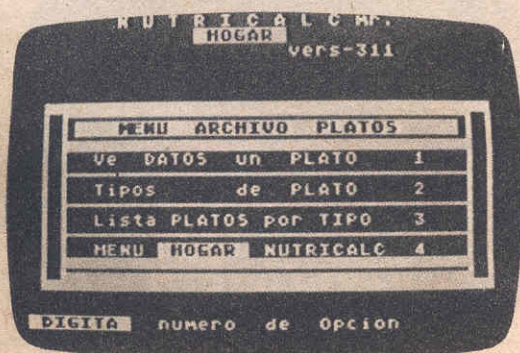 NUTRICALC Mr.
HOGAR
vers-311
MENU ARCHIVO PLATOS
Ve DATOS un PLATO 1
Tipos de PLATO 2
Lista PLATOS por TIPO 3
MENU HOGAR NUTRICALC 4
DIGITA numero de Opcion